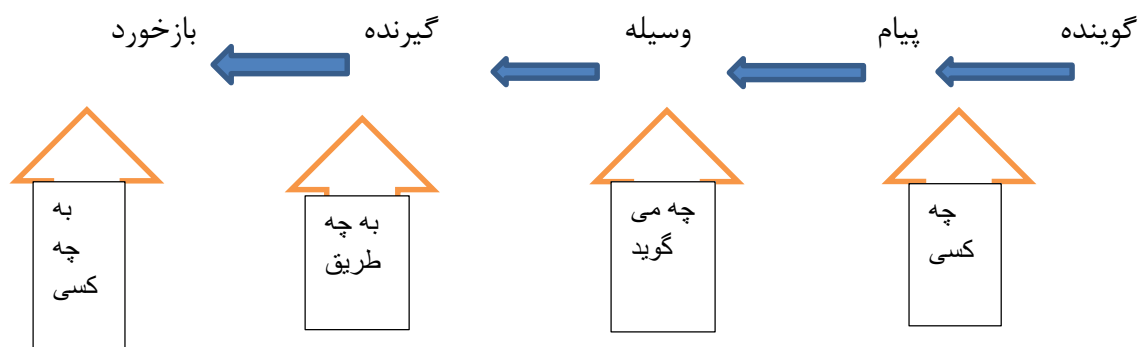 گوینده پیام وسیله گیرنده بازخورد
چه
کسی
چه می
گوید
به چه
طریق
به
چه
کسی